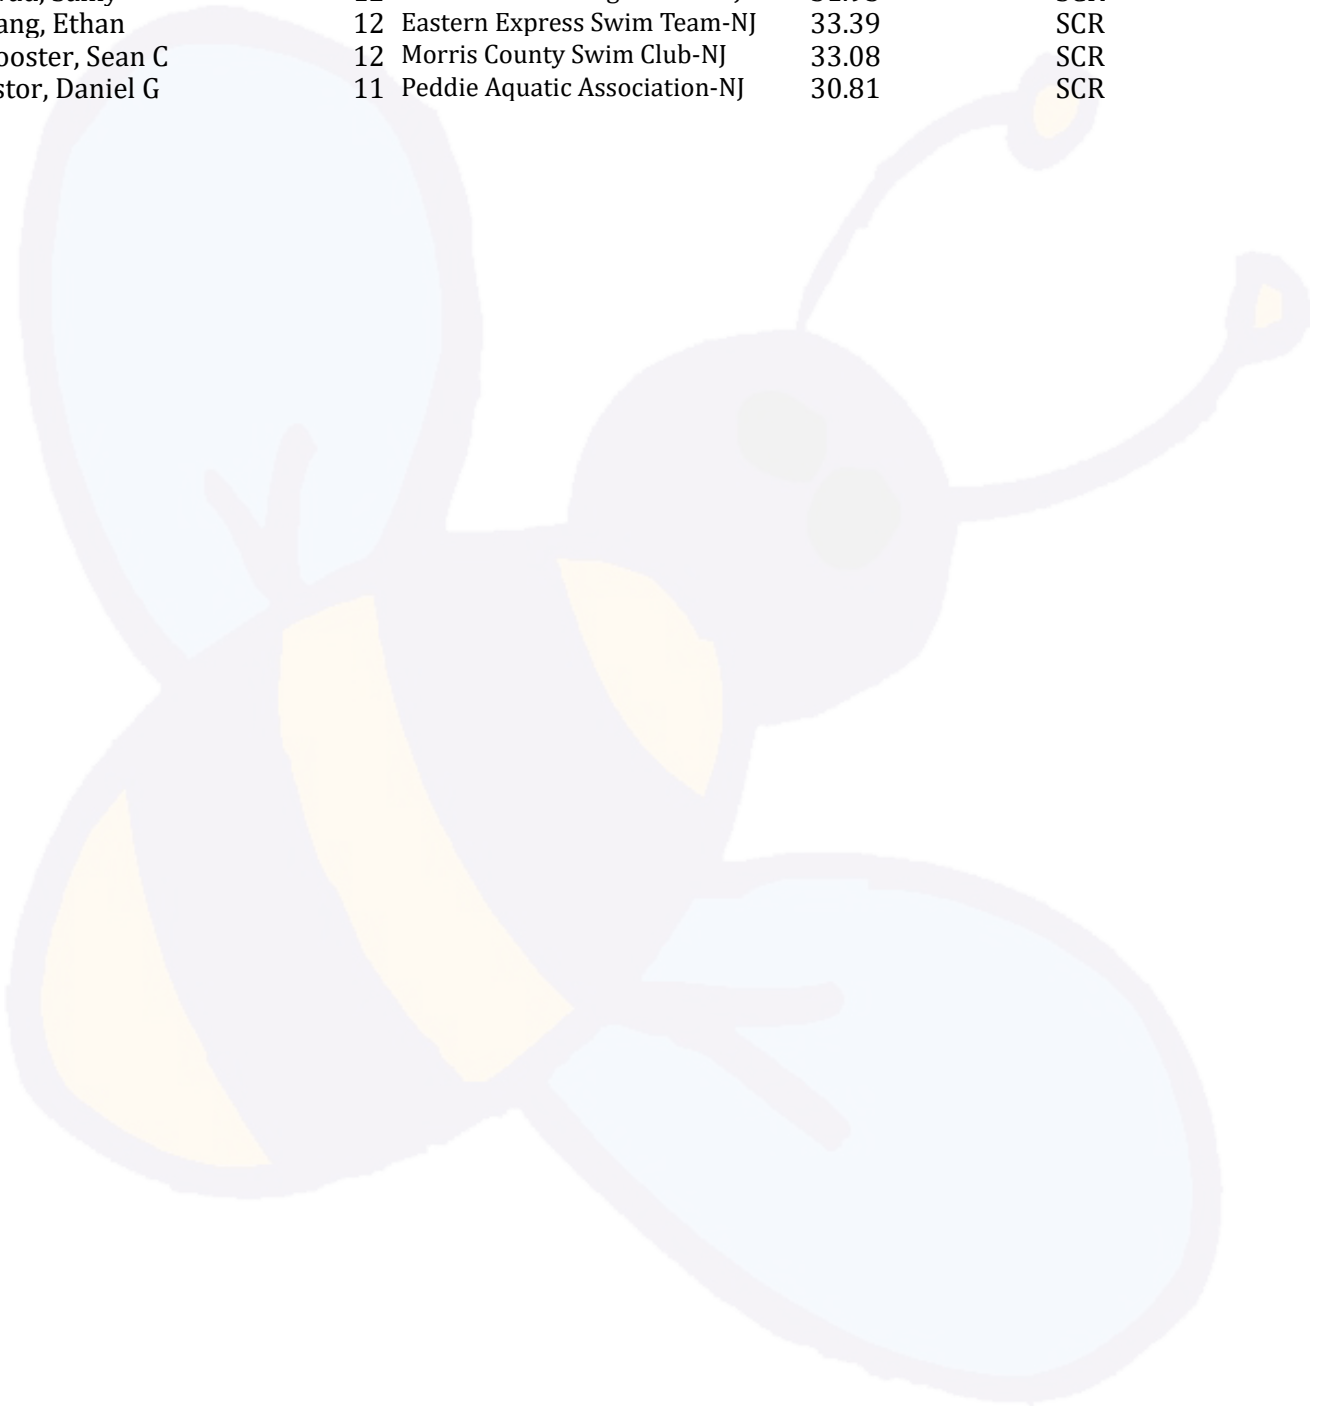 ang, Ethan 12 Eastern Express Swim Team-NJ 33.39 SCR
ooster, Sean C 12 Morris County Swim Club-NJ 33.08 SCR
stor, Daniel G 11 Peddie Aquatic Association-NJ 30.81 SCR